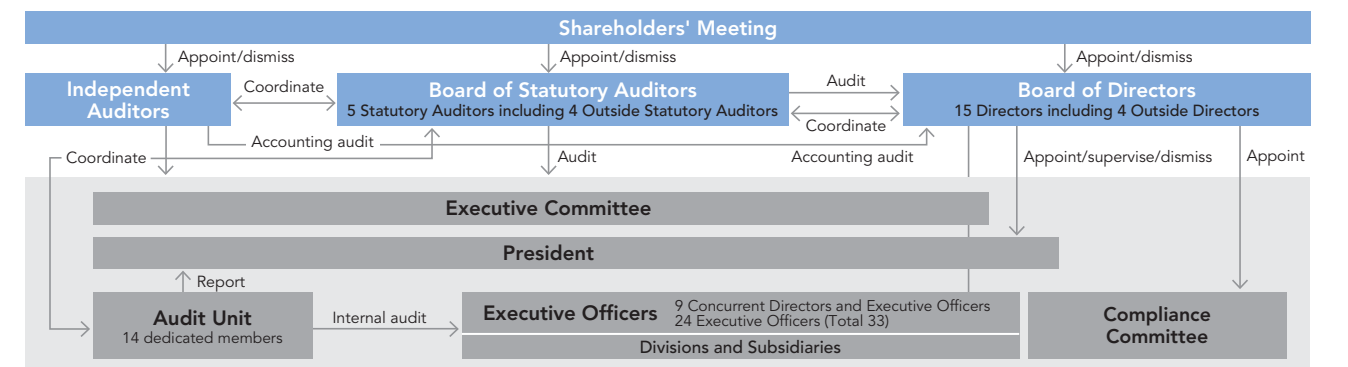 Shareholders' Meeting
Appoint/dismiss
Appoint/dismiss
Appoint/dismiss
Independent
Auditors
Coordinate
Board of Statutory Auditors
5 Statutory Auditors including 4 Outside Statutory Auditors
Audit
Coordinate
Board of Directors
15 Directors including 4 Outside Directors
Coordinate
Accounting audit
Audit
Accounting audit
Appoint/supervise/dismiss
Appoint
Executive Committee
President
Report
Audit Unit
14 dedicated members
Internal audit
Executive Officers
9 Concurrent Directors and Executive Officers
24 Executive Officers (Total 33)
Divisions and Subsidiaries
Compliance
Committee